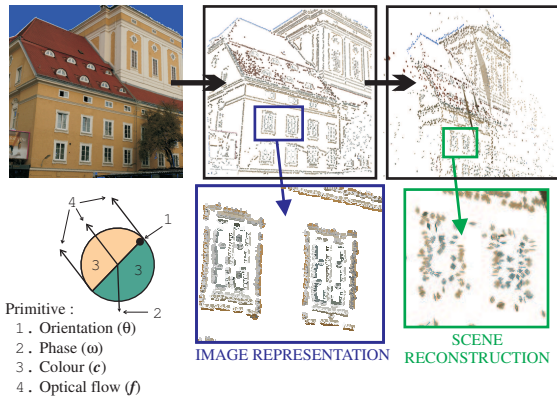 4
1
3
3
2
Primitive :
1. Orientation (θ)
2. Phase (ω)
3. Colour (c)
4. Optical flow (f)
IMAGE REPRESENTATION
SCENE
RECONSTRUCTION